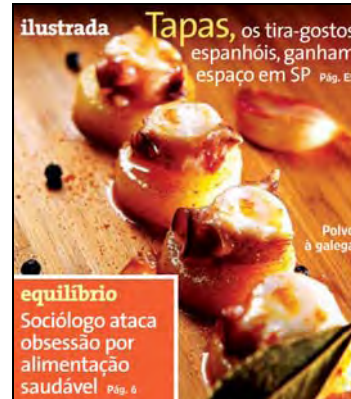 ilustrada
Tapas, os tira-gostos
espanhóis, ganham
espaço em SP Pág. E
Polvo
à galega
equilíbrio
Sociólogo ataca
obsessão por
alimentação
saudável Pág. 6